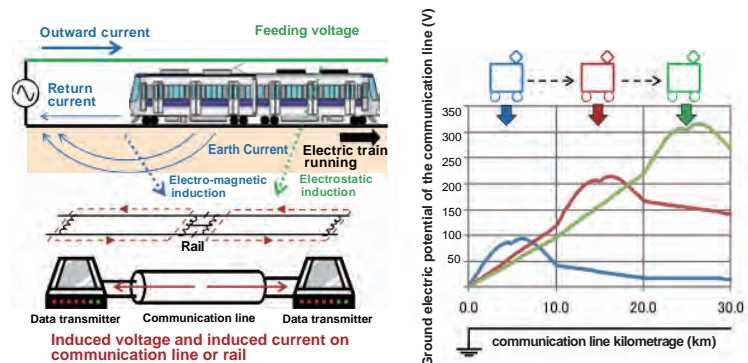 Outward current
Feeding voltage
Return
current
Earth Current
Electric train
running
Electro-magnetic
induction
Electrostatic
induction
Rail
Data transmitter
Communication line
Data transmitter
Induced voltage and induced current on
communication line or rail
Ground electric potential of the communication line (V)
350
300
250
200
150
100
50
0.0
10.0
20.0
30.0
communication line kilometrage (km)